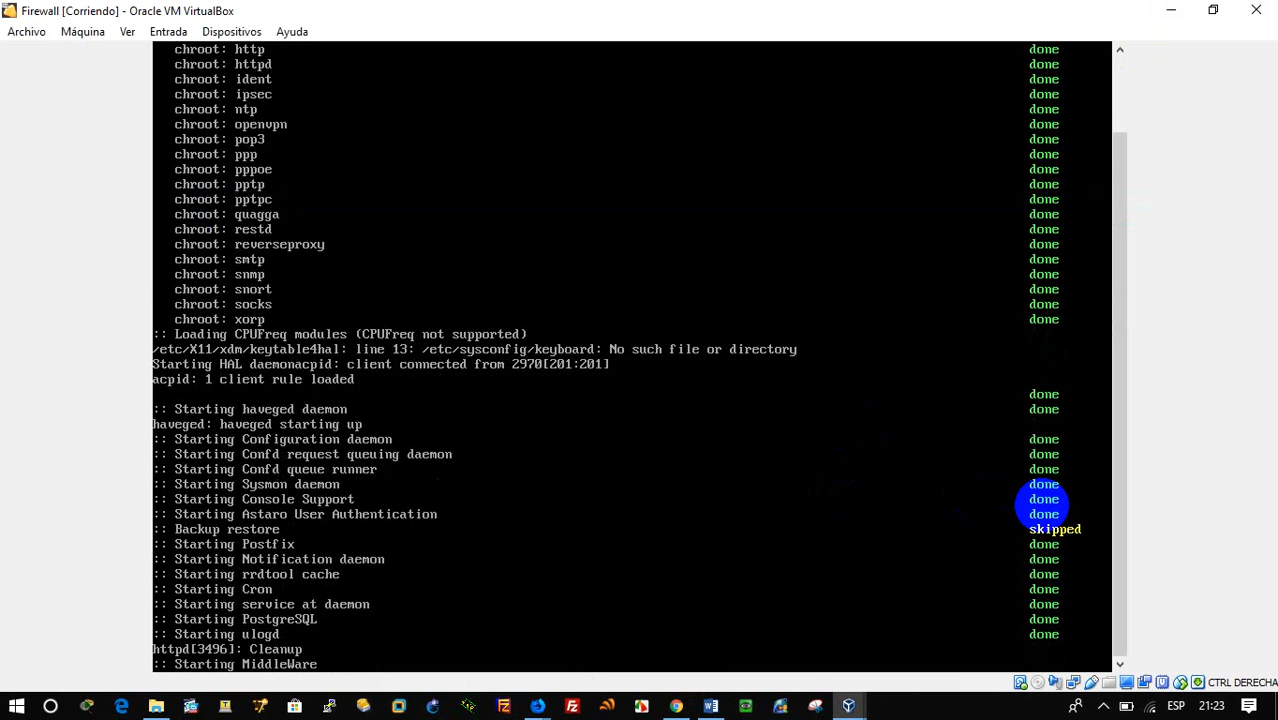 Firewall [Corriendo] - Oracle VM VirtualBox
Archivo Máquina Ver Entrada Dispositivos Ayuda
chroot: http done
chroot: httpd done
chroot: ident done
chroot: ipsec done
chroot: ntp done
chroot: openvpn done
chroot: pop3 done
chroot: ppp done
chroot: pppoe done
chroot: pptp done
chroot: pptpc done
chroot: quagga done
chroot: restd done
chroot: reverseproxy done
chroot: smtp done
chroot: snmp done
chroot: snort done
chroot: socks done
chroot: xorp done
:: Loading CPUFreq modules (CPUFreq not supported)
/etc/X11/xdm/keytable4hal: line 13: /etc/sysconfig/keyboard: No such file or directory
Starting HAL daemonacpid: client connected from 2970[201:201]
acpid: 1 client rule loaded
done
:: Starting haveged daemon done
haveged: haveged starting up
:: Starting Configuration daemon done
:: Starting Confd request queuing daemon done
:: Starting Confd queue runner done
:: Starting Sysmon daemon done
:: Starting Console Support done
:: Starting Astaro User Authentication done
:: Backup restore skipped
:: Starting Postfix done
:: Starting Notification daemon done
:: Starting rrdtool cache done
:: Starting Cron done
:: Starting service at daemon done
:: Starting PostgreSQL done
:: Starting ulogd done
httpd[3496]: Cleanup
:: Starting MiddleWare
CTRL DERECHA
ESP 21:23